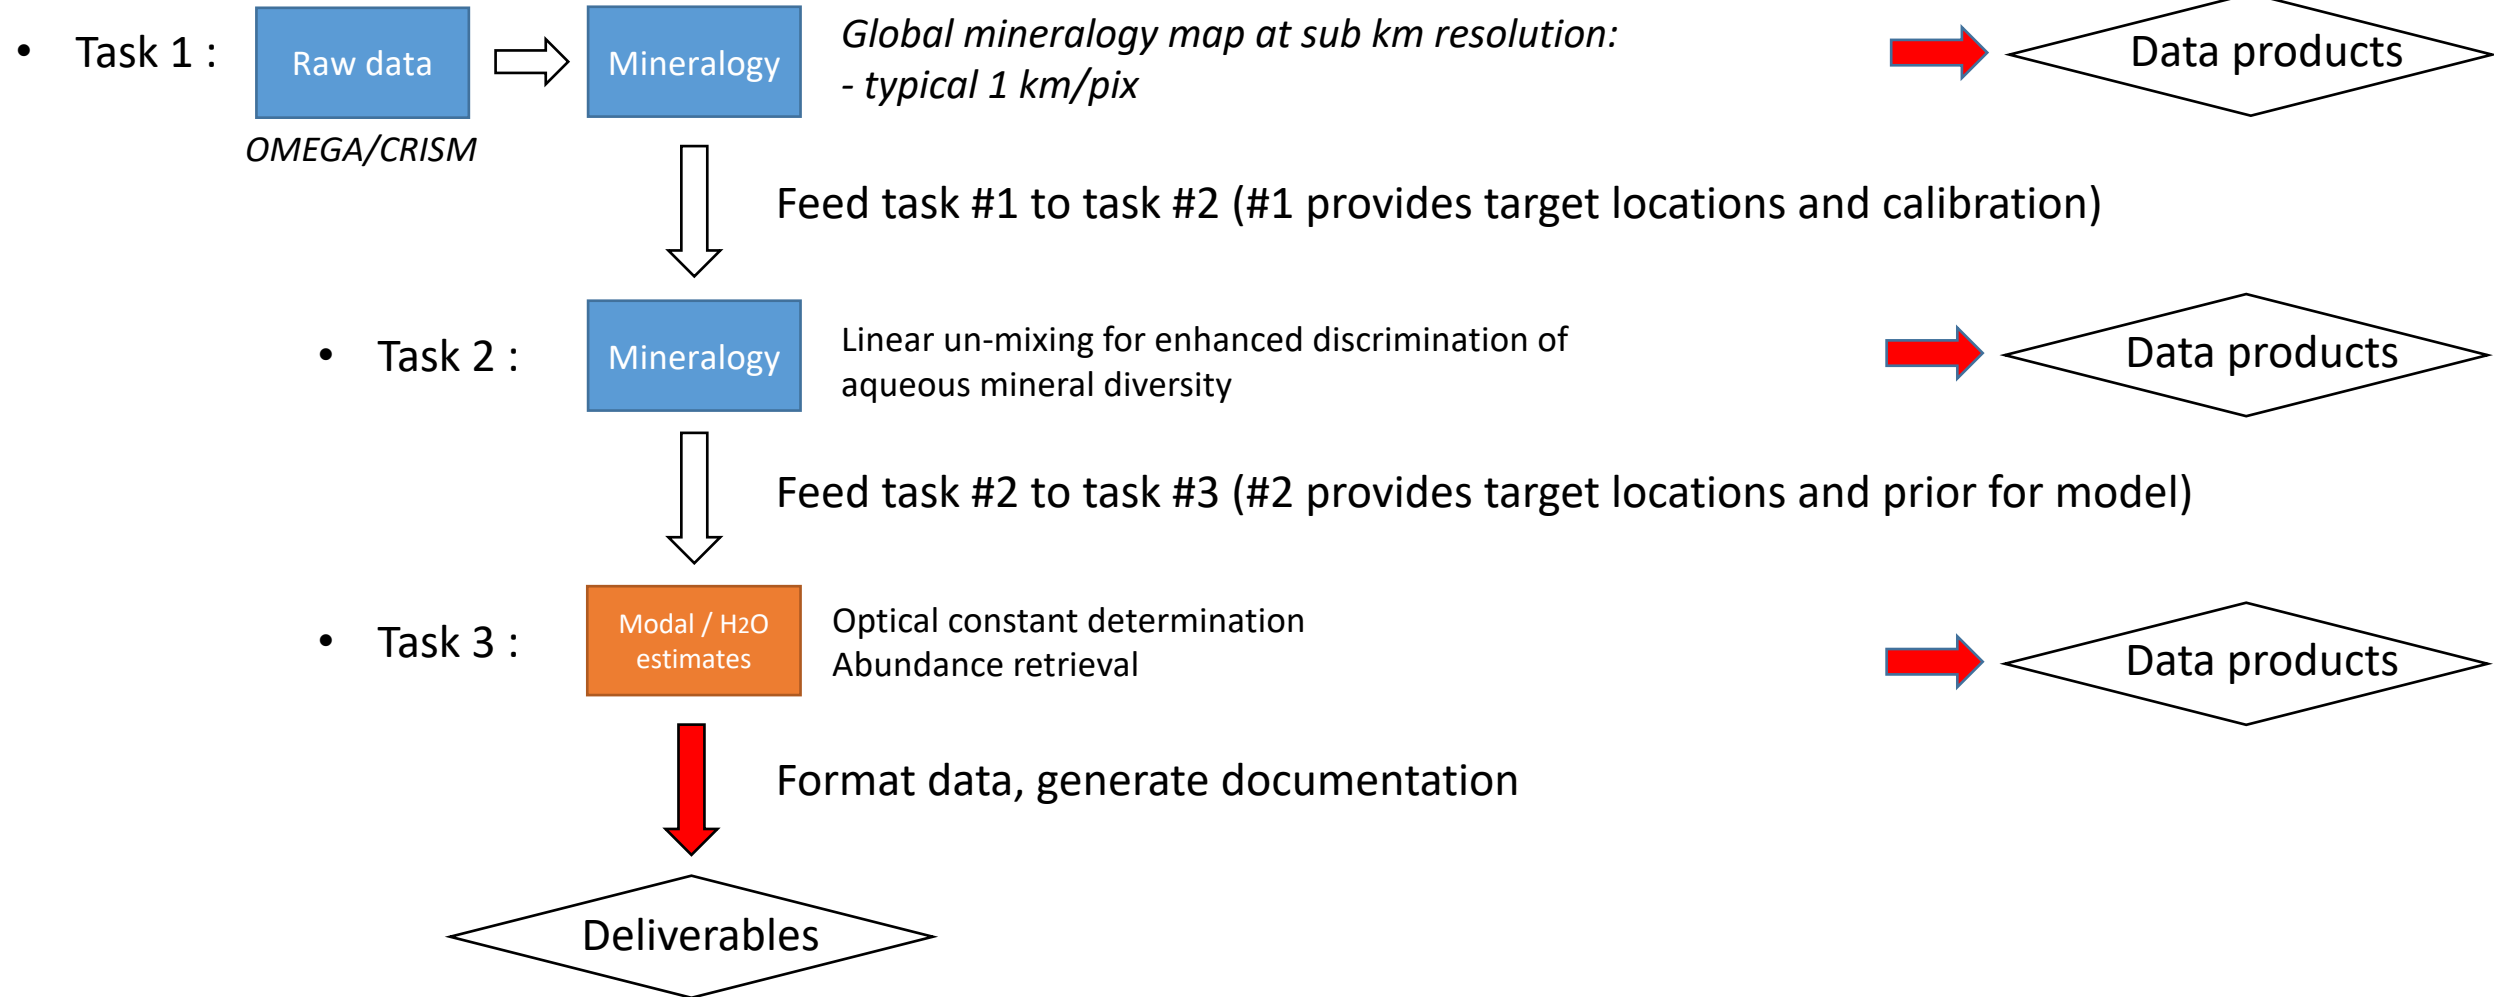 • Task 1 :
Raw data
Mineralogy
Global mineralogy map at sub km resolution:
- typical 1 km/pix
Data products
OMEGA/CRISM
Feed task #1 to task #2 (#1 provides target locations and calibration)
• Task 2 :
Mineralogy
Linear un-mixing for enhanced discrimination of
aqueous mineral diversity
Data products
Feed task #2 to task #3 (#2 provides target locations and prior for model)
• Task 3 :
Modal / H2O
estimates
Optical constant determination
Abundance retrieval
Data products
Format data, generate documentation
Deliverables